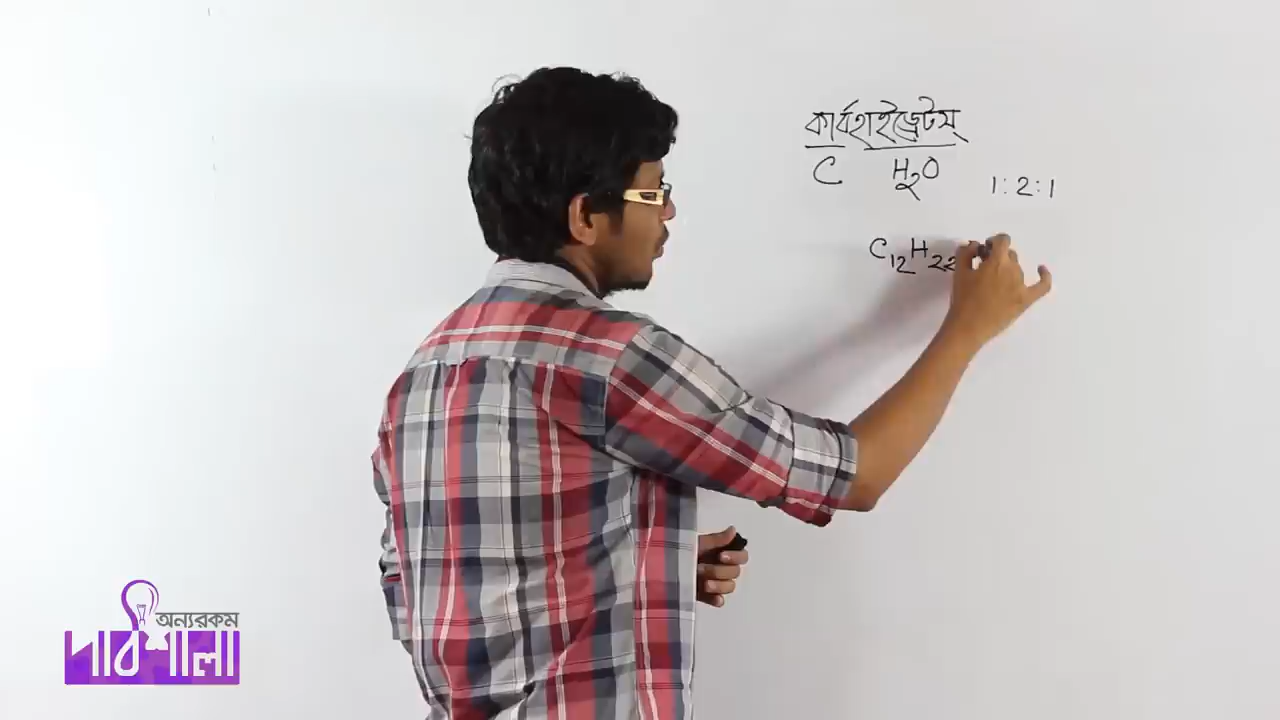 কার্বহাইড্রেটস্
C H₂O
1:2:1
C₁₂H₂₂
অন্যরকম
পাঠশালা